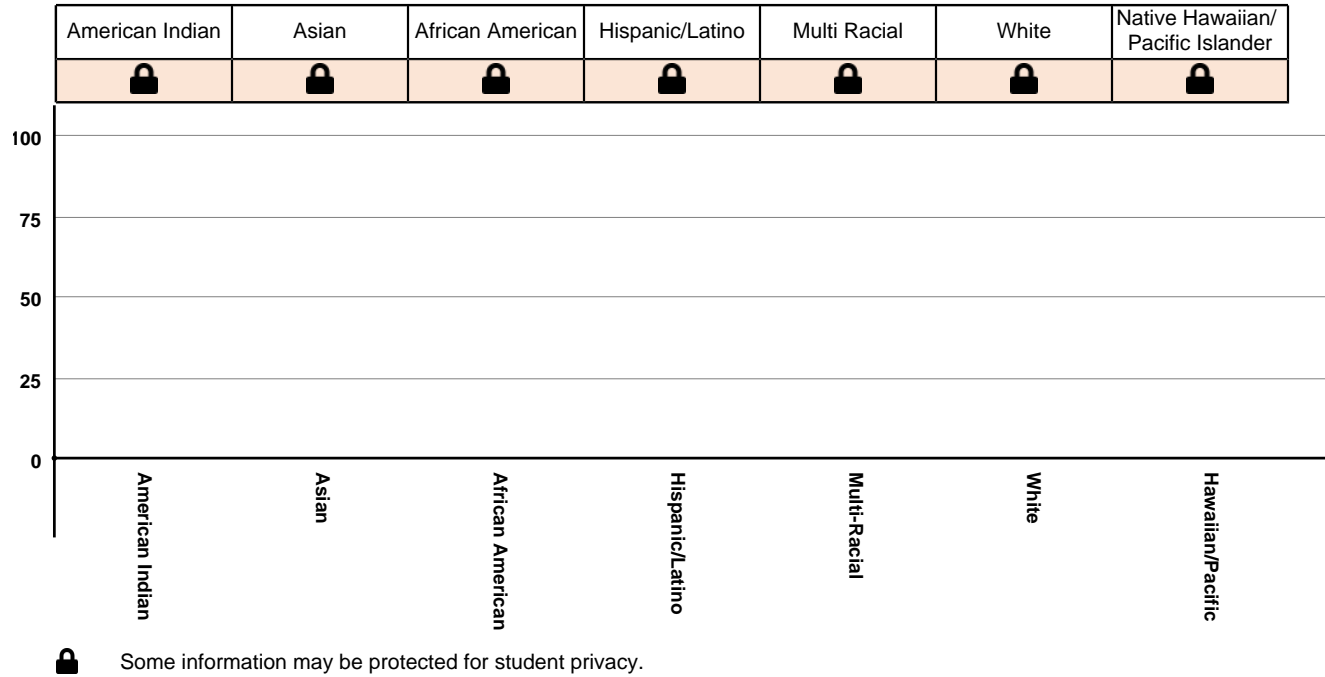 American Indian
Asian
African American
Hispanic/Latino
Multi Racial
White
Native Hawaiian/
Pacific Islander
100
75
50
25
0
American Indian
Asian
African American
Hispanic/Latino
Multi-Racial
White
Hawaiian/Pacific
Some information may be protected for student privacy.